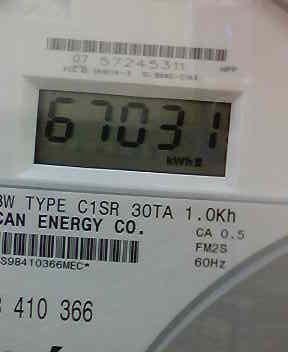 07 57245311
67031
kWh
3W TYPE C1SR 30TA 1.0Kh
CAN ENERGY CO.
CA 0.5
FM2S
S98410366MEC*
60Hz
410 366